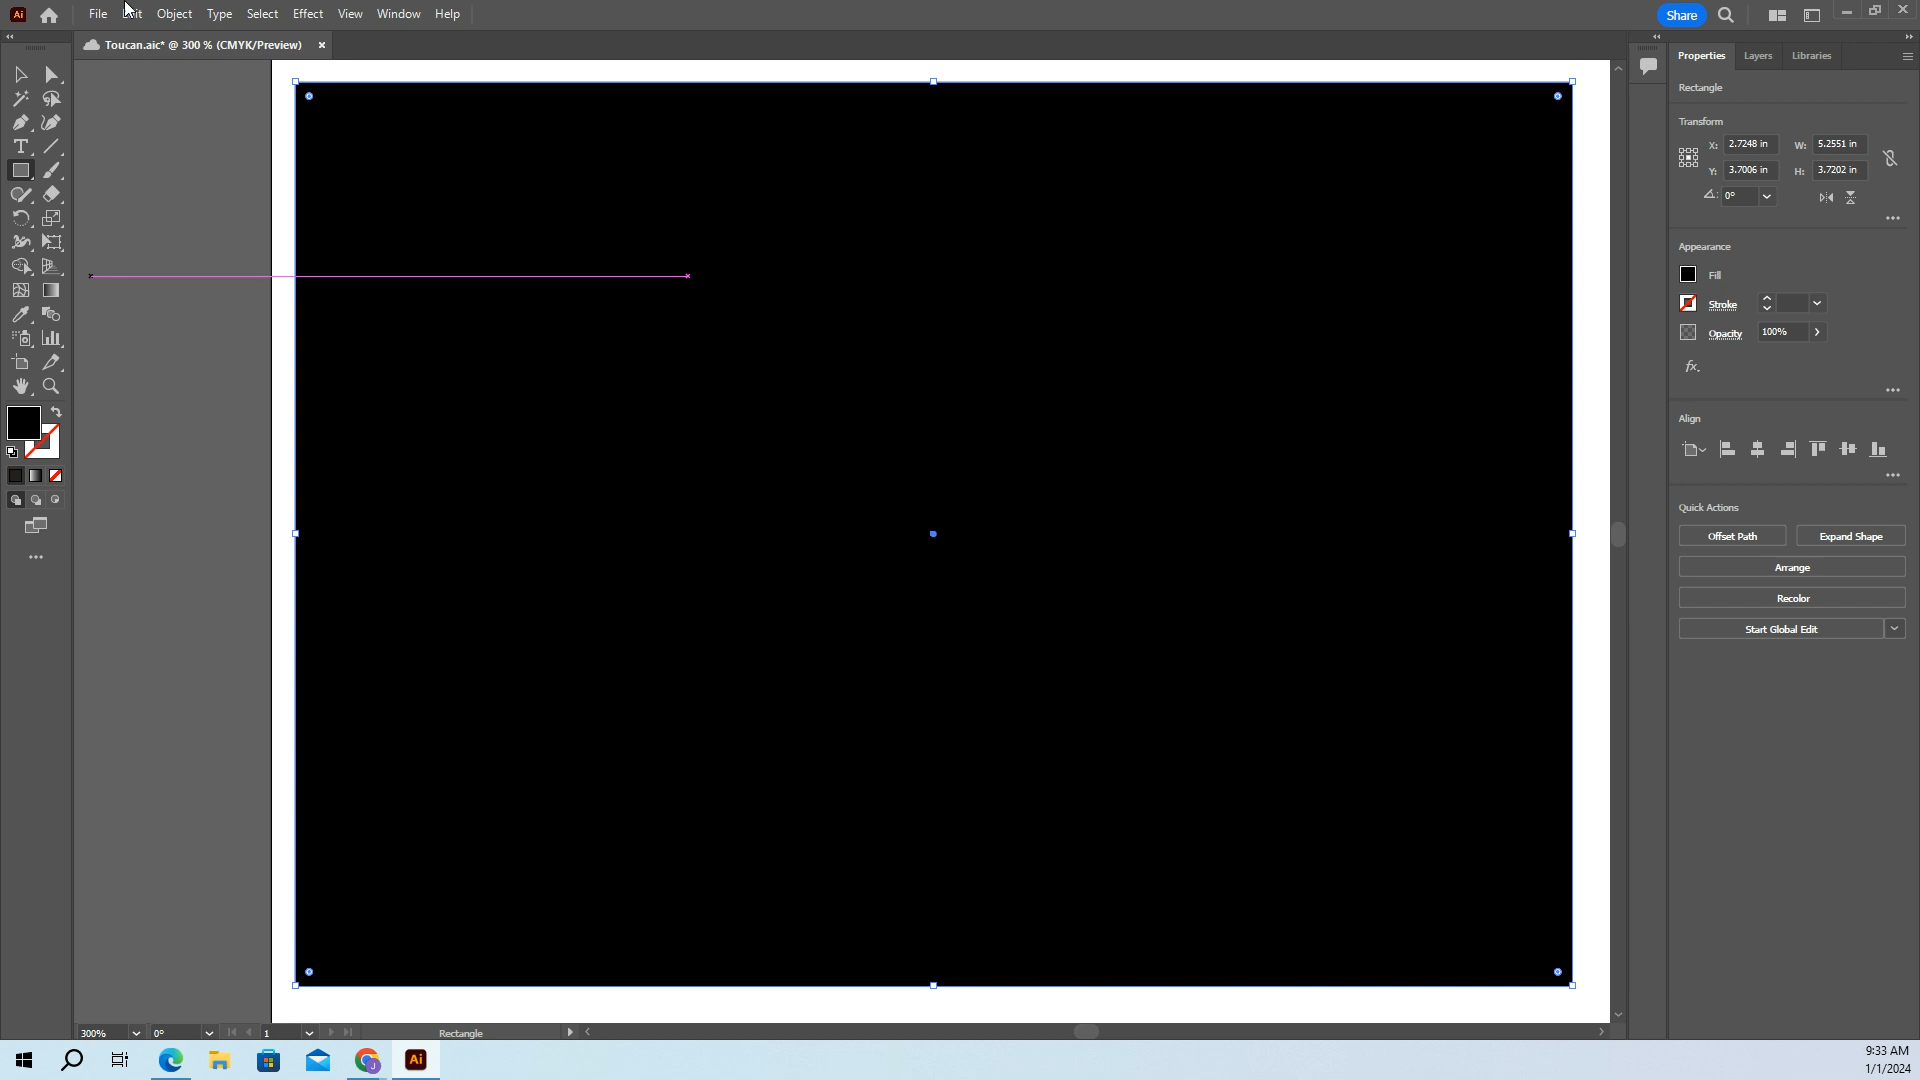 Ai File Edit Object Type Select Effect View Window Help Share
Toucan.aic* @ 300 % (CMYK/Preview) ×
Properties Layers Libraries
Rectangle
Transform
X: 2.7248 in W: 5.2551 in
Y: 3.7006 in H: 3.7202 in
0°
Appearance
Fill
Stroke
Opacity 100%
fx.
Align
Quick Actions
Offset Path Expand Shape
Arrange
Recolor
Start Global Edit
300% 0° 1 Rectangle
Ai
J
9:33 AM
1/1/2024